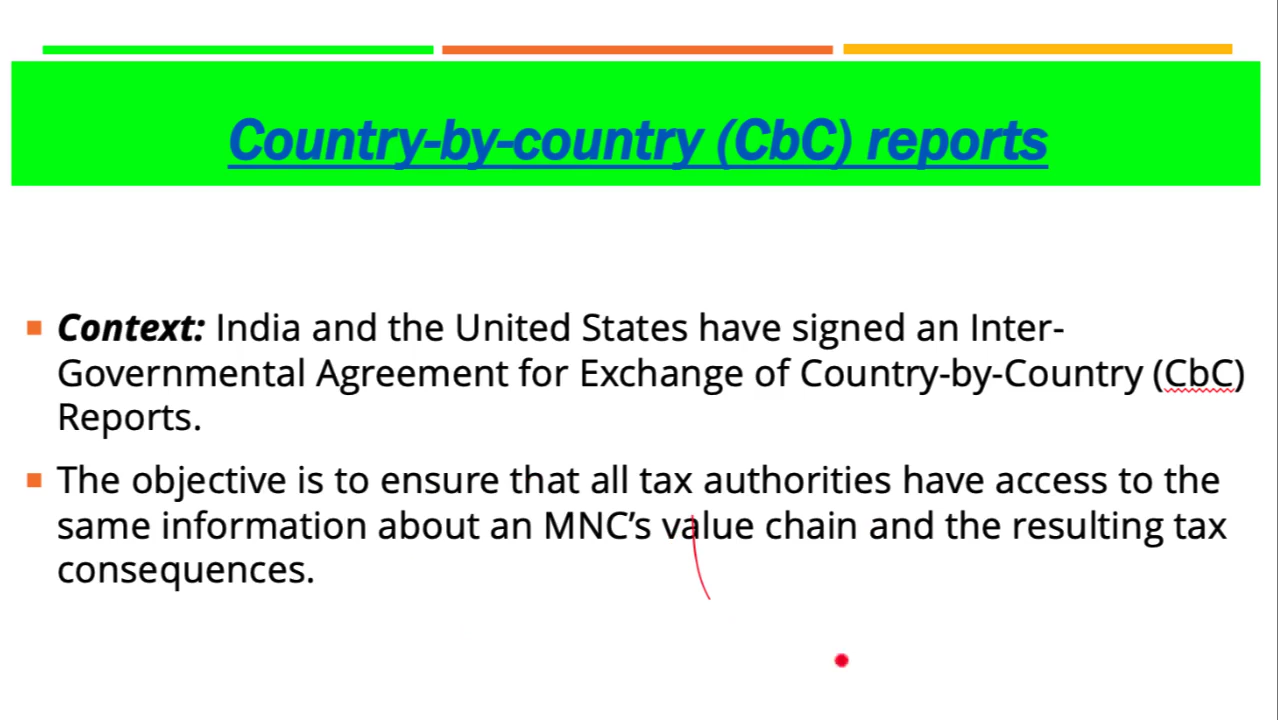 Country-by-country (CbC) reports
Context: India and the United States have signed an Inter-
Governmental Agreement for Exchange of Country-by-Country (CbC)
Reports.
The objective is to ensure that all tax authorities have access to the
same information about an MNC’s value chain and the resulting tax
consequences.